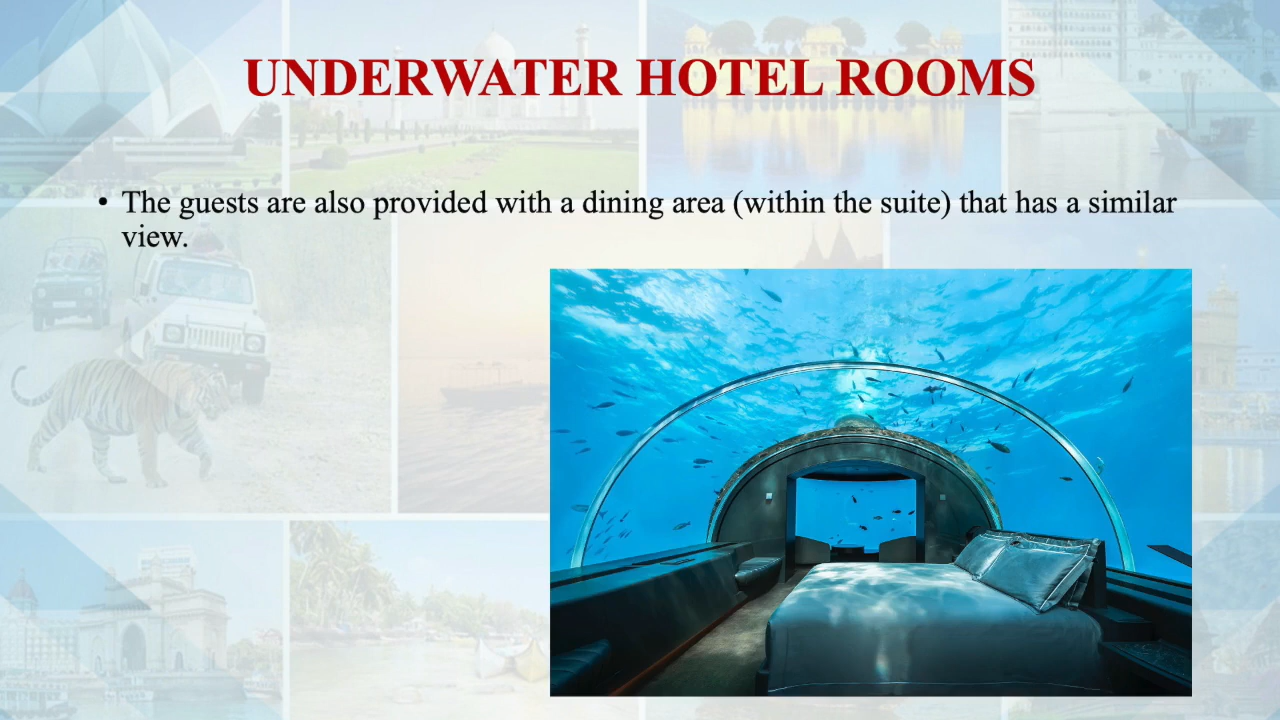 UNDERWATER HOTEL ROOMS
• The guests are also provided with a dining area (within the suite) that has a similar
view.